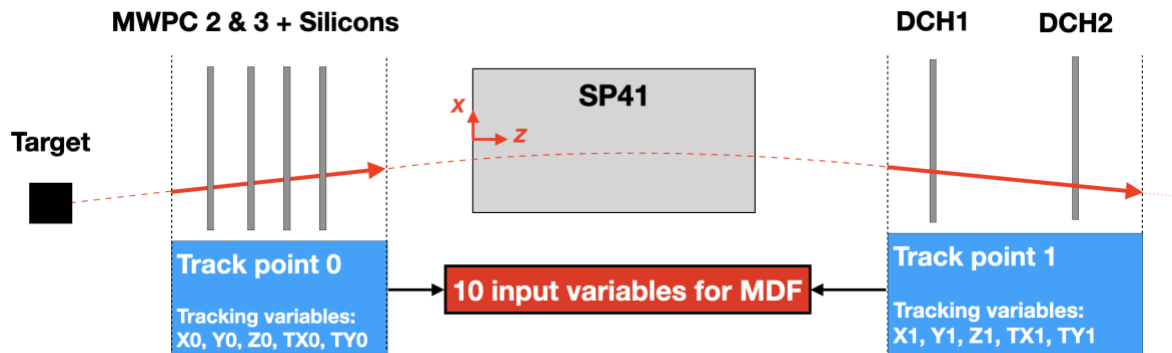 MWPC 2 & 3 + Silicons
DCH1
DCH2
SP41
x
z
Target
Track point 0
Tracking variables:
X0, Y0, Z0, TX0, TY0
10 input variables for MDF
Track point 1
Tracking variables:
X1, Y1, Z1, TX1, TY1